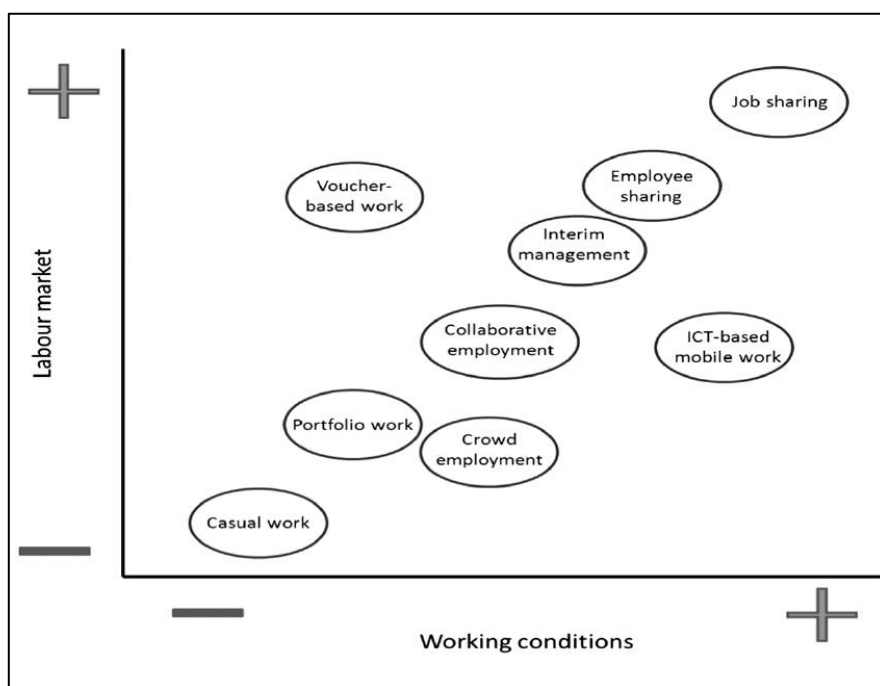 Job sharing
Employee
sharing
Voucher-
based work
Interim
management
Collaborative
employment
ICT-based
mobile work
Portfolio work
Crowd
employment
Casual work
Labour market
Working conditions